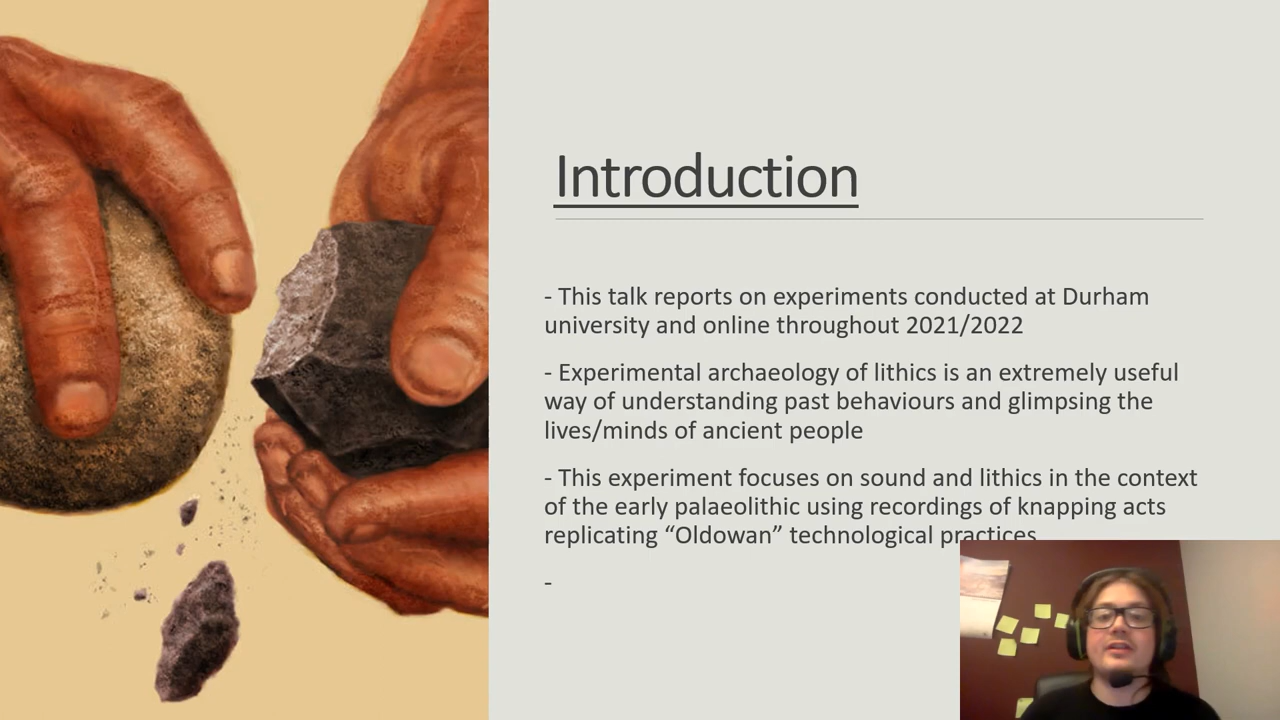 Introduction
- This talk reports on experiments conducted at Durham
university and online throughout 2021/2022
- Experimental archaeology of lithics is an extremely useful
way of understanding past behaviours and glimpsing the
lives/minds of ancient people
- This experiment focuses on sound and lithics in the context
of the early palaeolithic using recordings of knapping acts
replicating “Oldowan” technological practices
-